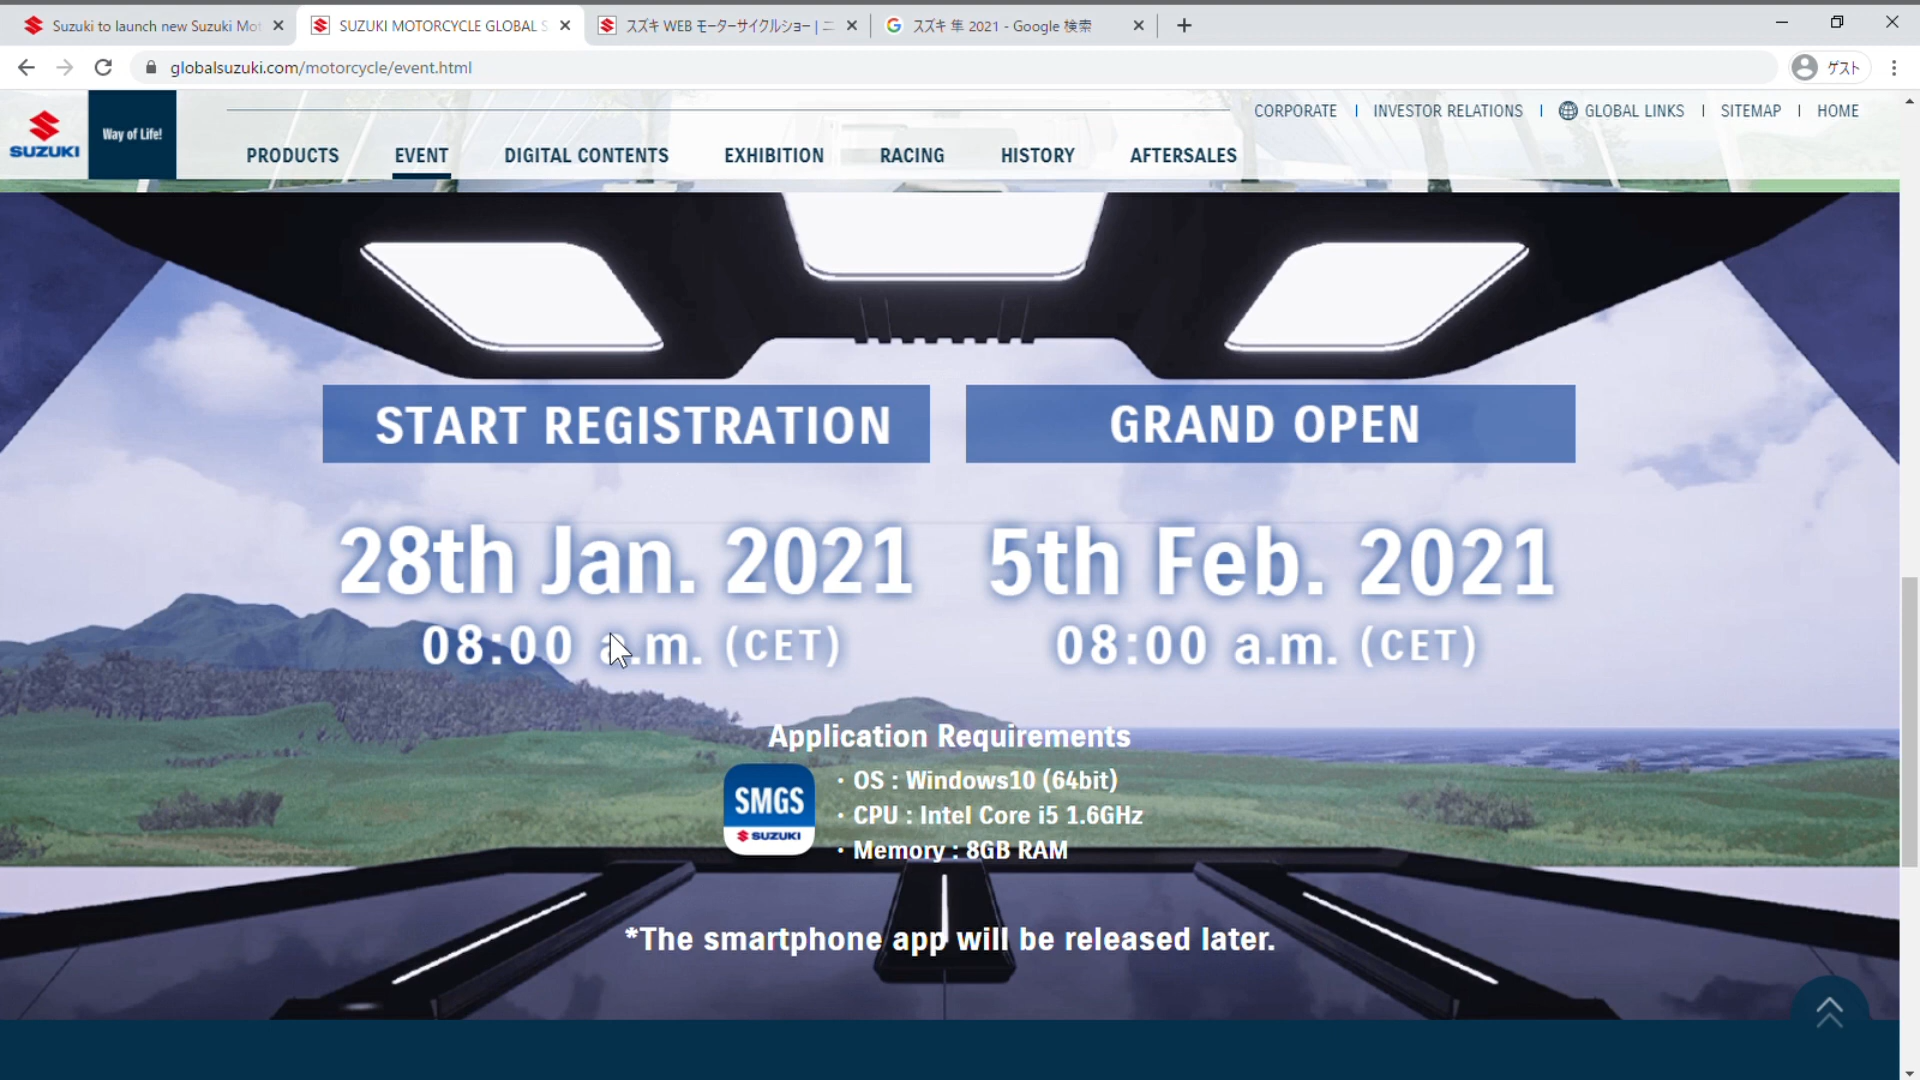 Suzuki to launch new Suzuki Mot
SUZUKI MOTORCYCLE GLOBAL S
スズキ WEB モーターサイクルショー | ニ
スズキ 隼 2021 - Google 検索
globalsuzuki.com/motorcycle/event.html
ゲスト
SUZUKI
Way of Life!
CORPORATE | INVESTOR RELATIONS | GLOBAL LINKS | SITEMAP | HOME
PRODUCTS EVENT DIGITAL CONTENTS EXHIBITION RACING HISTORY AFTERSALES
START REGISTRATION
28th Jan. 2021
08:00 a.m. (CET)
GRAND OPEN
5th Feb. 2021
08:00 a.m. (CET)
Application Requirements
SMGS
SUZUKI
・OS : Windows10 (64bit)
・CPU : Intel Core i5 1.6GHz
・Memory : 8GB RAM
*The smartphone app will be released later.